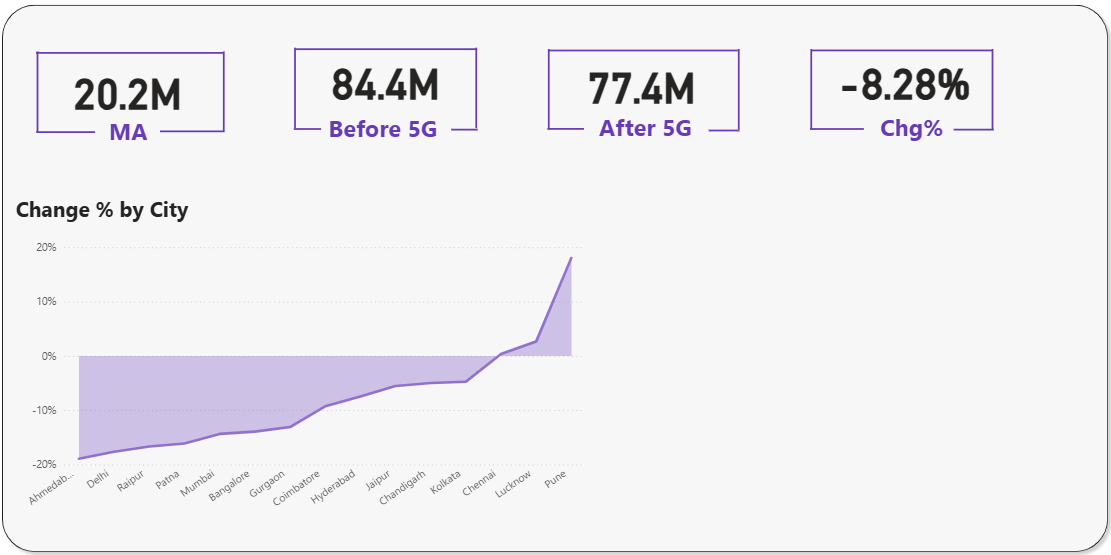 20.2M
MA
84.4M
Before 5G
77.4M
After 5G
-8.28%
Chg%
Change % by City
20%
10%
0%
-10%
-20%
Ahmedab...
Delhi
Raipur
Patna
Mumbai
Bangalore
Gurgaon
Coimbatore
Hyderabad
Jaipur
Chandigarh
Kolkata
Chennai
Lucknow
Pune